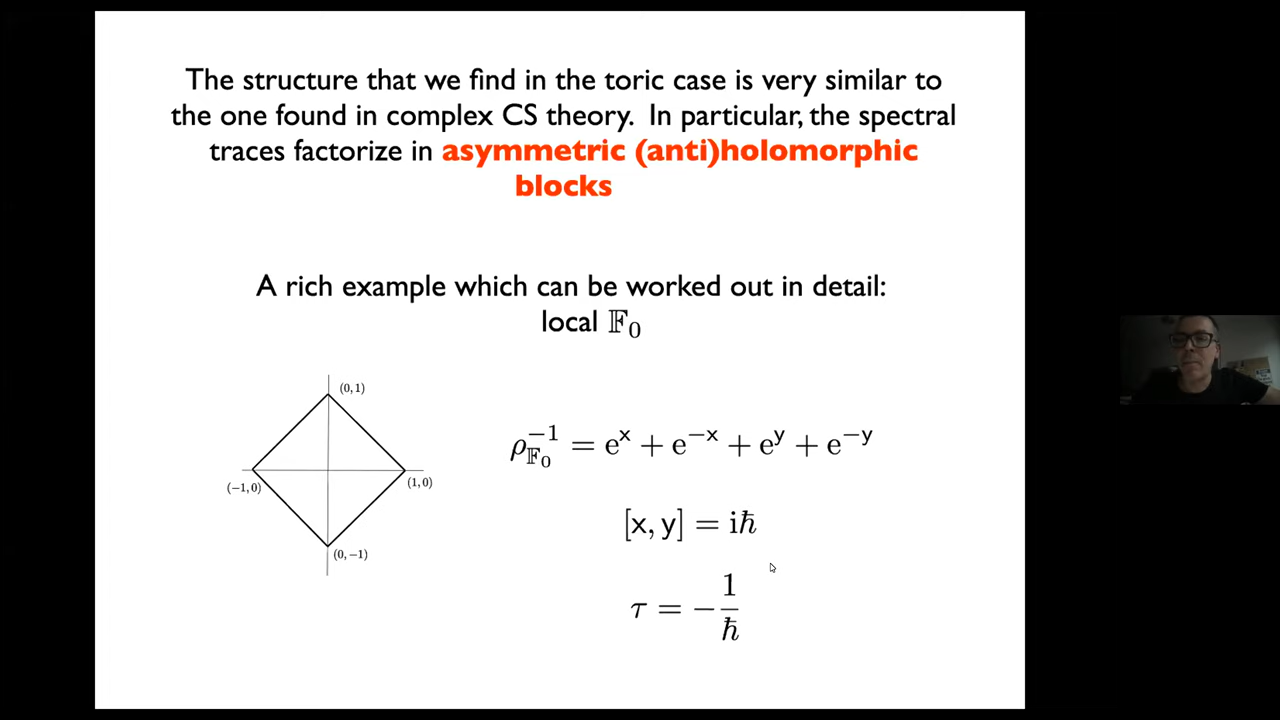 The structure that we find in the toric case is very similar to
the one found in complex CS theory. In particular, the spectral
traces factorize in asymmetric (anti)holomorphic
blocks
A rich example which can be worked out in detail:
local 𝔽₀
(0, 1)
(−1, 0)
(1, 0)
(0, −1)
ρ_{𝔽₀}^{−1} = e^x + e^{−x} + e^y + e^{−y}
[x, y] = iℏ
τ = −1/ℏ